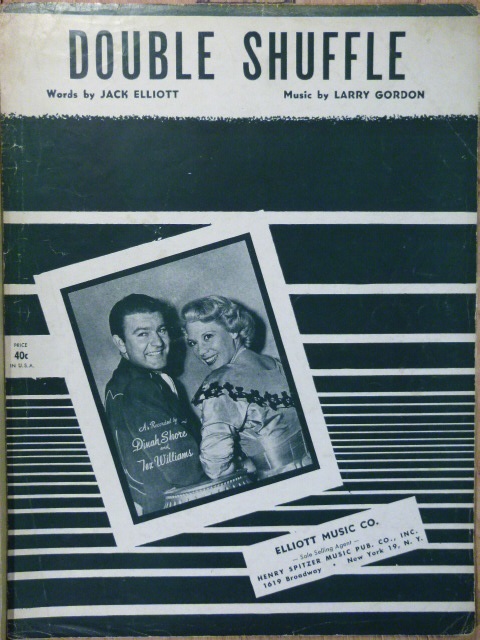 DOUBLE SHUFFLE
Words by JACK ELLIOTT Music by LARRY GORDON
PRICE
40c
IN U.S.A.
As Recorded by
Dinah Shore
and
Tex Williams
ELLIOTT MUSIC CO.
— Sole Selling Agent —
HENRY SPITZER MUSIC PUB. CO., INC.
1619 Broadway • New York 19, N. Y.